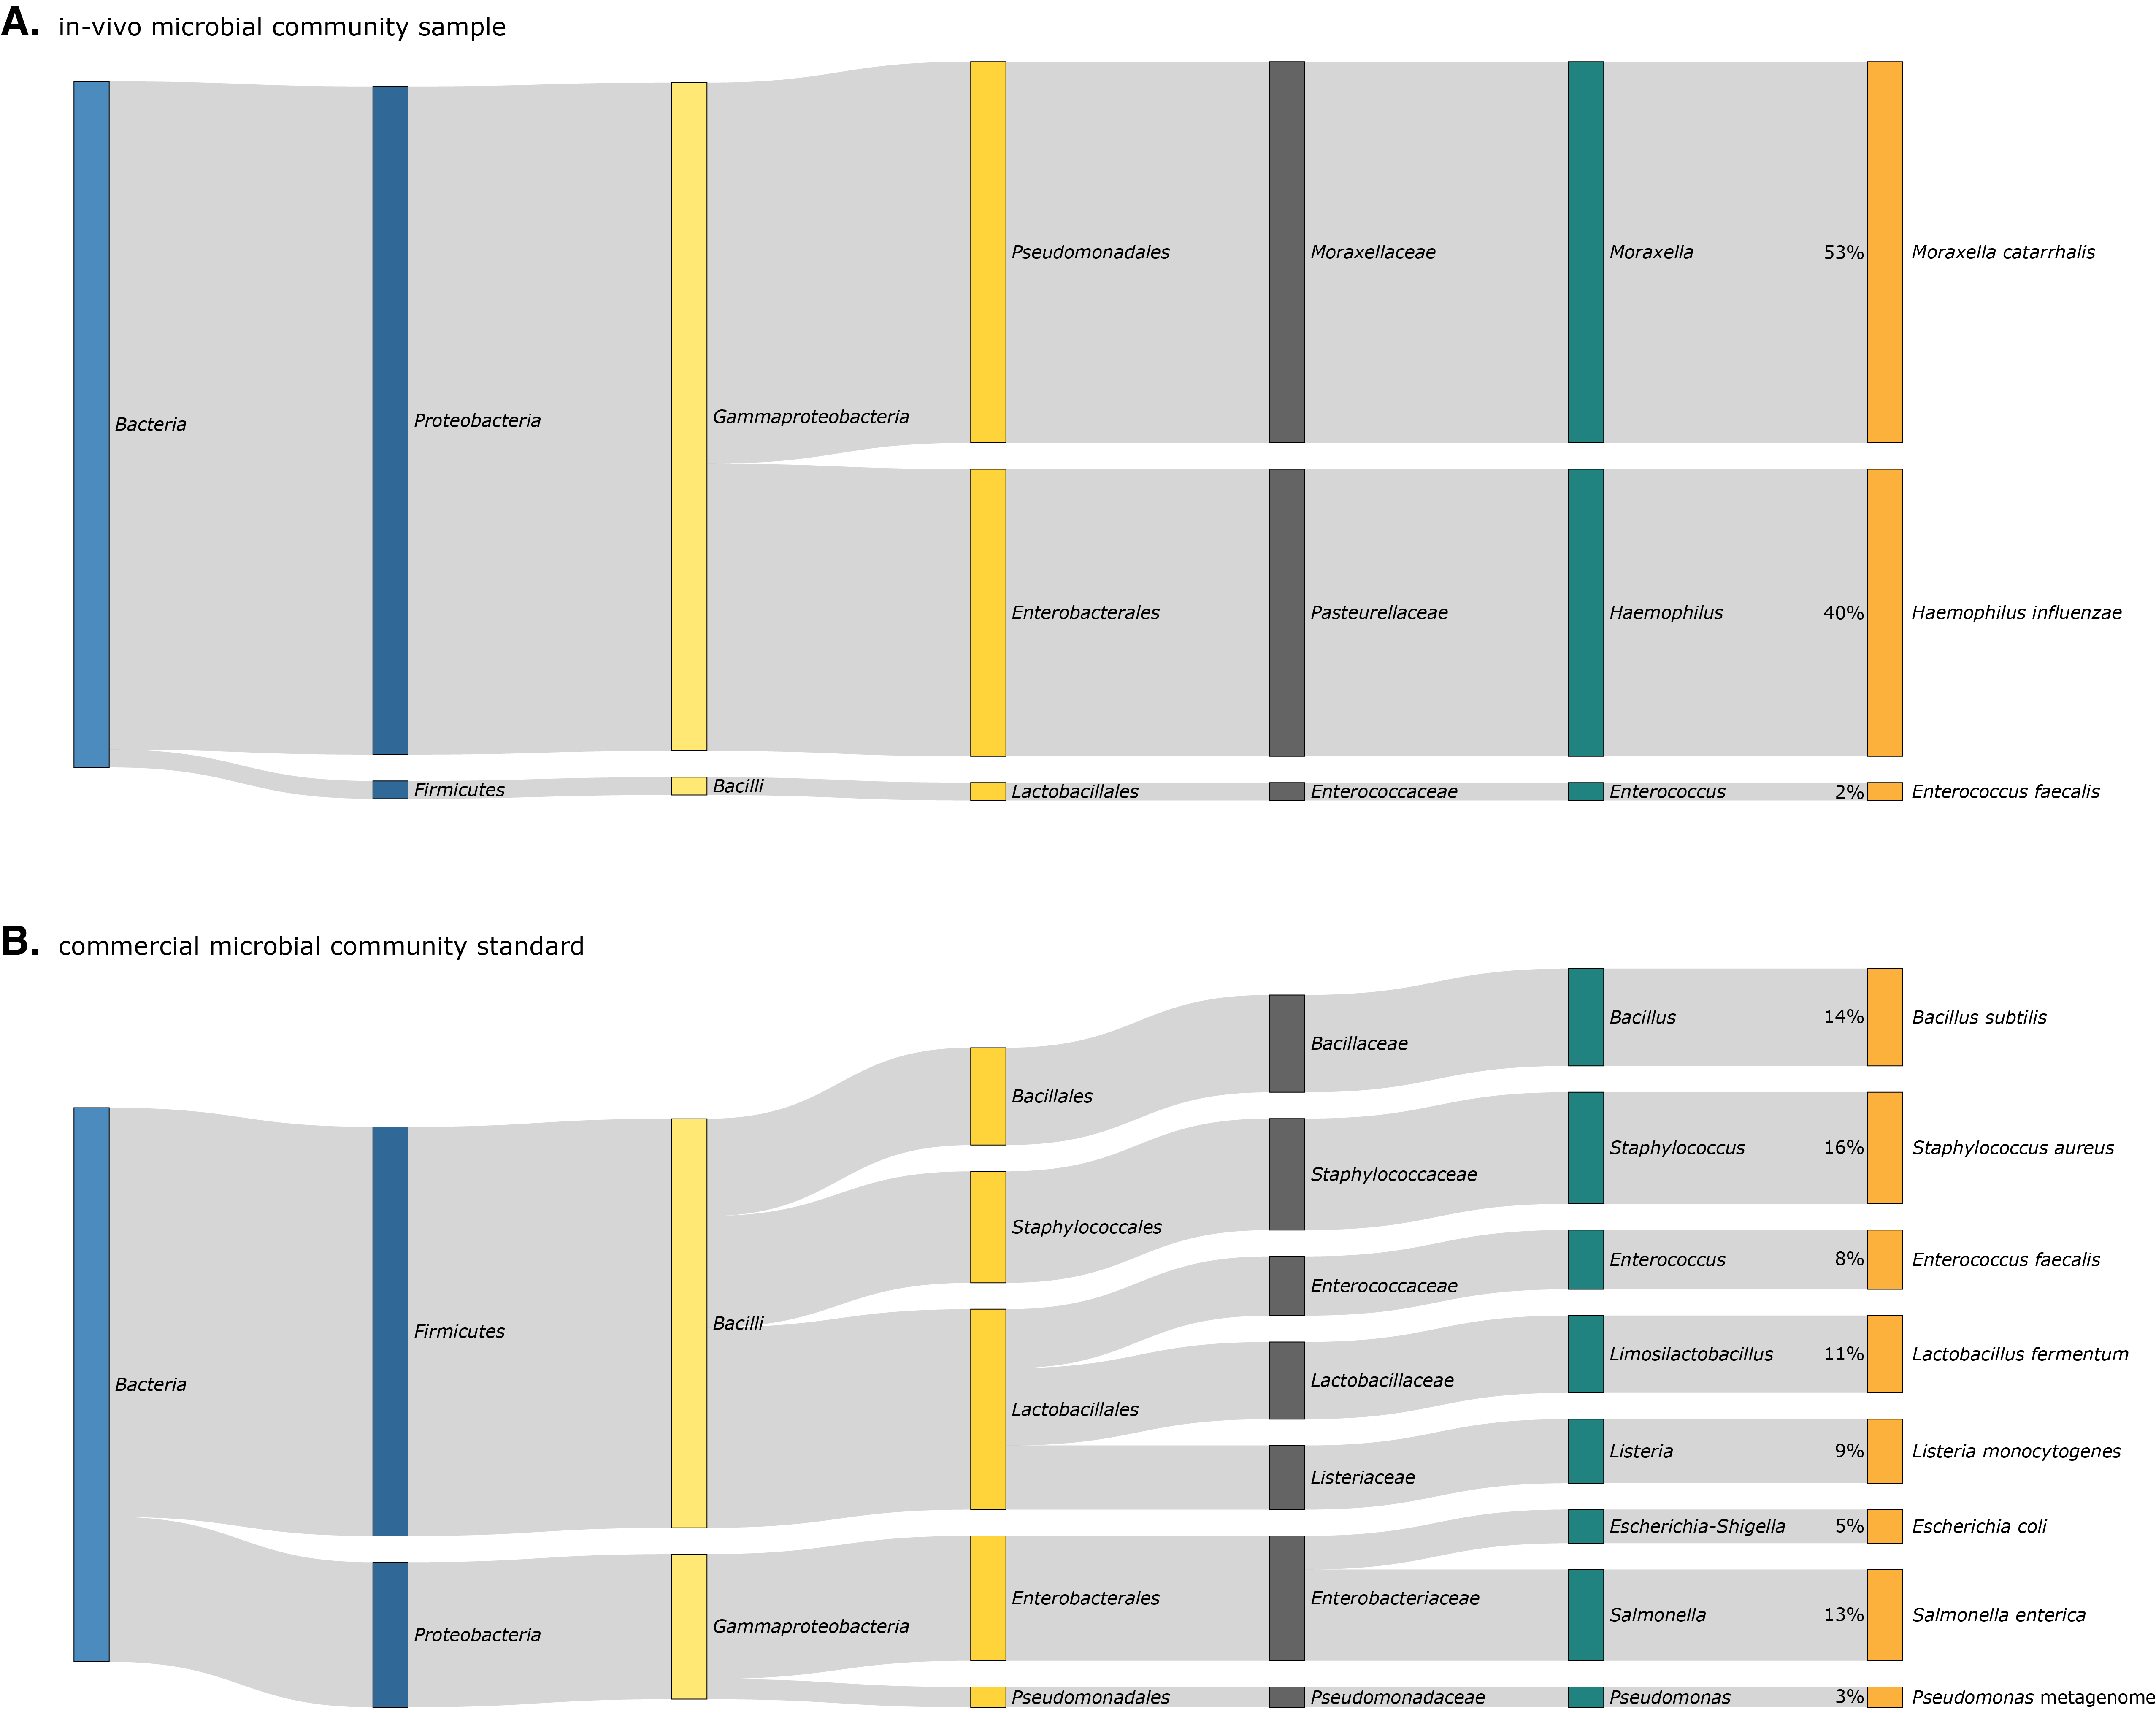 A. in-vivo microbial community sample
Bacteria
Proteobacteria
Firmicutes
Gammaproteobacteria
Bacilli
Pseudomonadales
Enterobacterales
Lactobacillales
Moraxellaceae
Pasteurellaceae
Enterococcaceae
Moraxella
Haemophilus
Enterococcus
53% Moraxella catarrhalis
40% Haemophilus influenzae
2% Enterococcus faecalis
B. commercial microbial community standard
Bacteria
Firmicutes
Proteobacteria
Bacilli
Gammaproteobacteria
Bacillales
Staphylococcales
Lactobacillales
Enterobacterales
Pseudomonadales
Bacillaceae
Staphylococcaceae
Enterococcaceae
Lactobacillaceae
Listeriaceae
Enterobacteriaceae
Pseudomonadaceae
Bacillus
Staphylococcus
Enterococcus
Limosilactobacillus
Listeria
Escherichia-Shigella
Salmonella
Pseudomonas
14% Bacillus subtilis
16% Staphylococcus aureus
8% Enterococcus faecalis
11% Lactobacillus fermentum
9% Listeria monocytogenes
5% Escherichia coli
13% Salmonella enterica
3% Pseudomonas metagenome